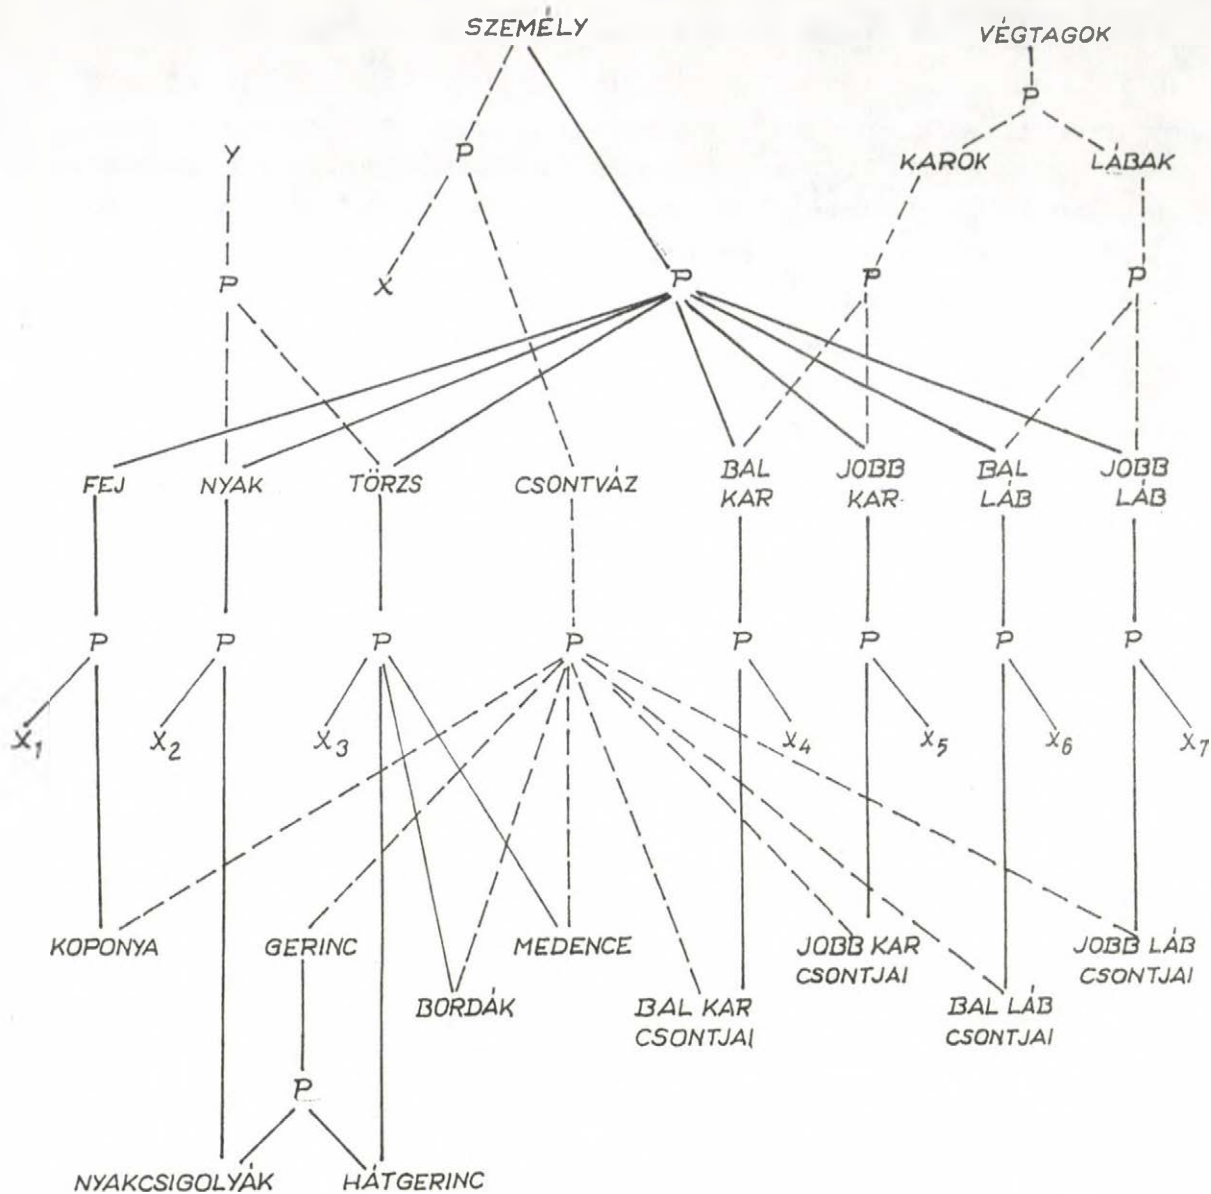 SZEMÉLY
VÉGTAGOK
P
Y
P
KAROK
LÁBAK
P
X
P
P
P
FEJ
NYAK
TÖRZS
CSONTVÁZ
BAL
KAR
JOBB
KAR
BAL
LÁB
JOBB
LÁB
P
P
P
P
P
P
P
P
X1
X2
X3
X4
X5
X6
X7
KOPONYA
GERINC
MEDENCE
JOBB KAR
CSONTJAI
JOBB LÁB
CSONTJAI
BORDÁK
BAL KAR
CSONTJAI
BAL LÁB
CSONTJAI
P
NYAKCSIGOLYÁK
HÁTGERINC